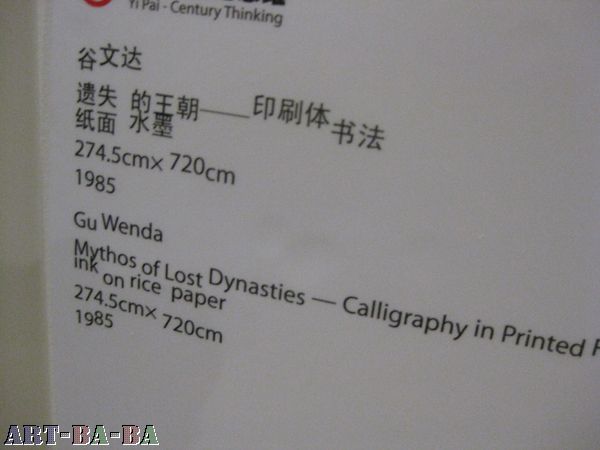 Yi Pai - Century Thinking
谷文达
遗失 的王朝——印刷体书法
纸面 水墨
274.5cm× 720cm
1985
Gu Wenda
Mythos of Lost Dynasties — Calligraphy in Printed
ink on rice paper
274.5cm× 720cm
1985
ART-BA-BA